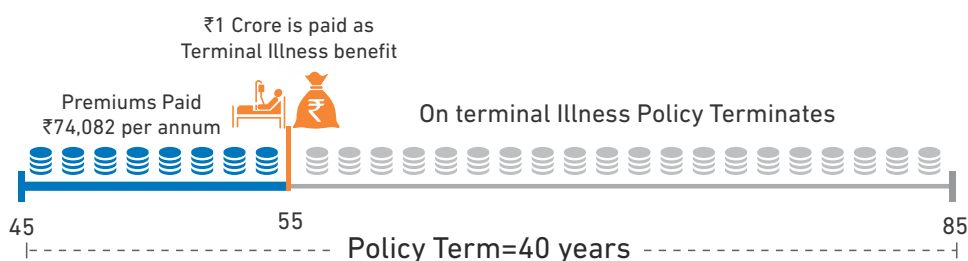 ₹1 Crore is paid as
Terminal Illness benefit
Premiums Paid
₹74,082 per annum
₹
On terminal Illness Policy Terminates
45
55
85
Policy Term=40 years